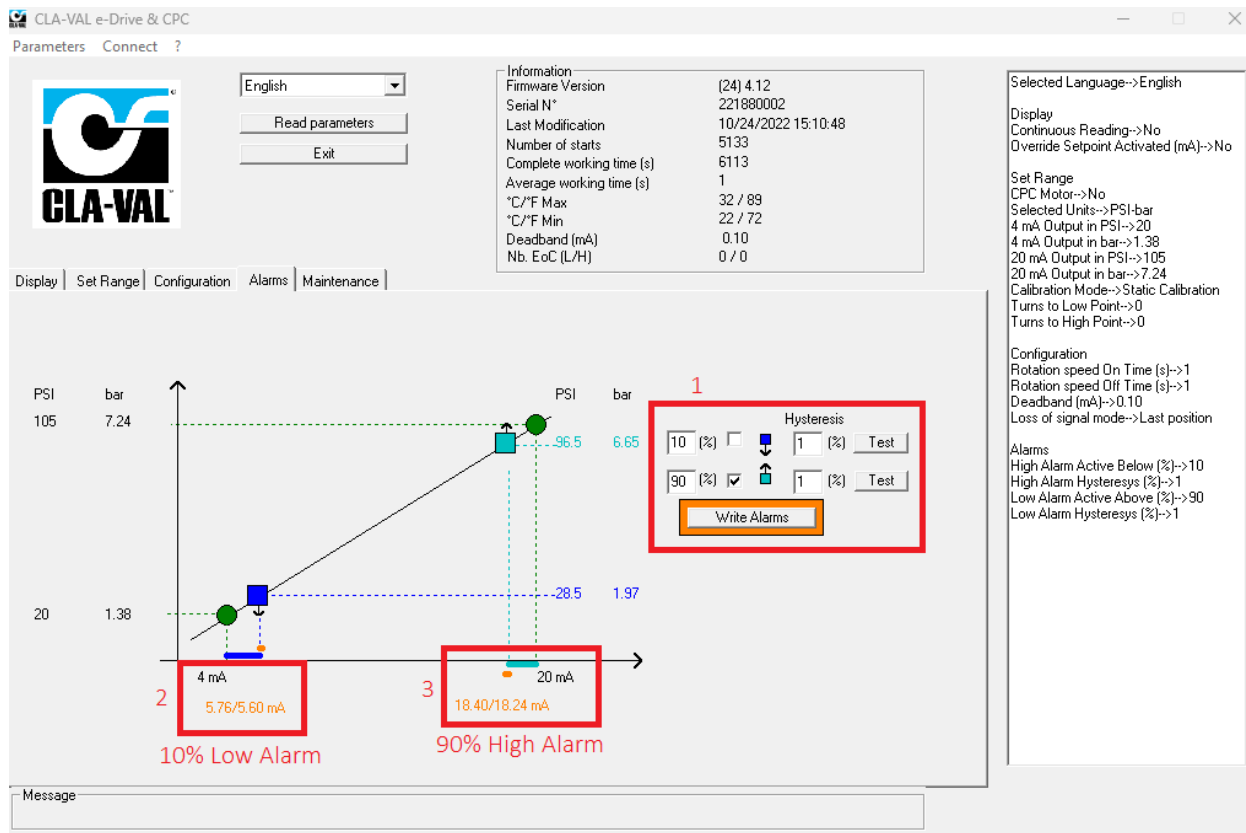 CLA-VAL e-Drive & CPC
Parameters Connect ?
CLA-VAL
English
Read parameters
Exit
Information
Firmware Version (24) 4.12
Serial N° 221880002
Last Modification 10/24/2022 15:10:48
Number of starts 5133
Complete working time (s) 6113
Average working time (s) 1
°C/°F Max 32 / 89
°C/°F Min 22 / 72
Deadband (mA) 0.10
Nb. EoC (L/H) 0 / 0
Display Set Range Configuration Alarms Maintenance
PSI bar
105 7.24
20 1.38
PSI bar
96.5 6.65
28.5 1.97
1
Hysteresis
10 (%) 1 (%) Test
90 (%) 1 (%) Test
Write Alarms
2
4 mA
5.76/5.60 mA
10% Low Alarm
3
20 mA
18.40/18.24 mA
90% High Alarm
Message
Selected Language-->English
Display
Continuous Reading-->No
Override Setpoint Activated (mA)-->No
Set Range
CPC Motor-->No
Selected Units-->PSI-bar
4 mA Output in PSI-->20
4 mA Output in bar-->1.38
20 mA Output in PSI-->105
20 mA Output in bar-->7.24
Calibration Mode-->Static Calibration
Turns to Low Point-->0
Turns to High Point-->0
Configuration
Rotation speed On Time (s)-->1
Rotation speed Off Time (s)-->1
Deadband (mA)-->0.10
Loss of signal mode-->Last position
Alarms
High Alarm Active Below (%)-->10
High Alarm Hysteresys (%)-->1
Low Alarm Active Above (%)-->90
Low Alarm Hysteresys (%)-->1